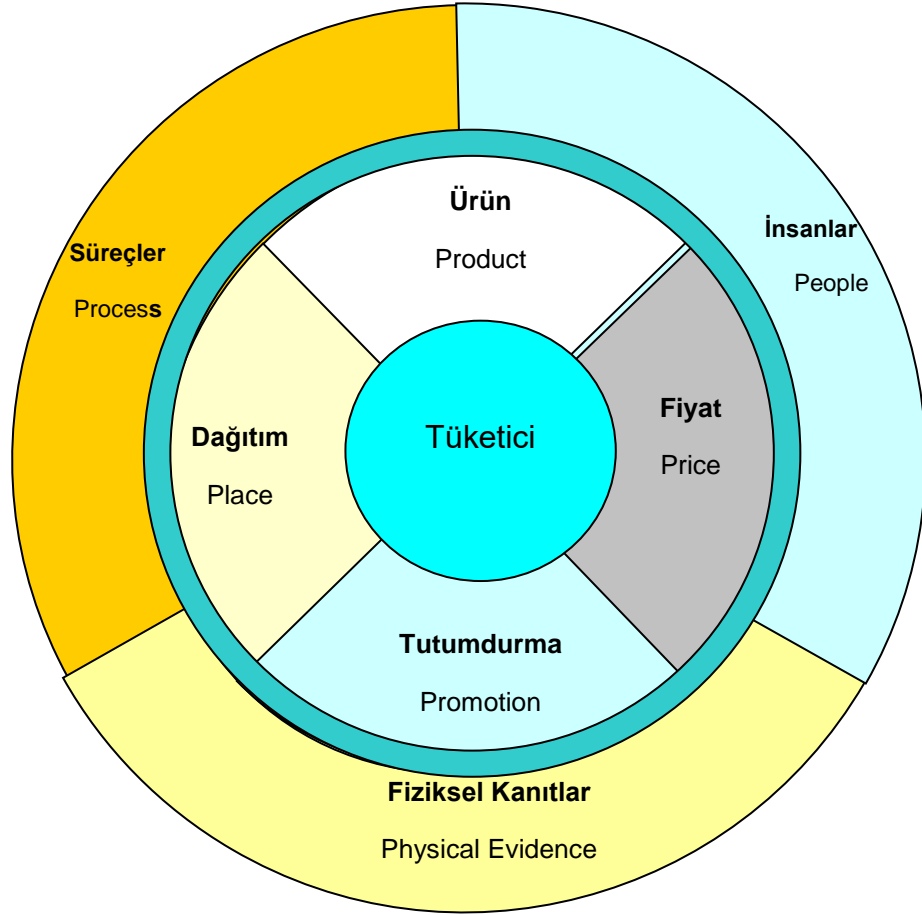 Ürün
Product
İnsanlar
People
Süreçler
Process
Fiyat
Price
Dağıtım
Place
Tüketici
Tutumdurma
Promotion
Fiziksel Kanıtlar
Physical Evidence